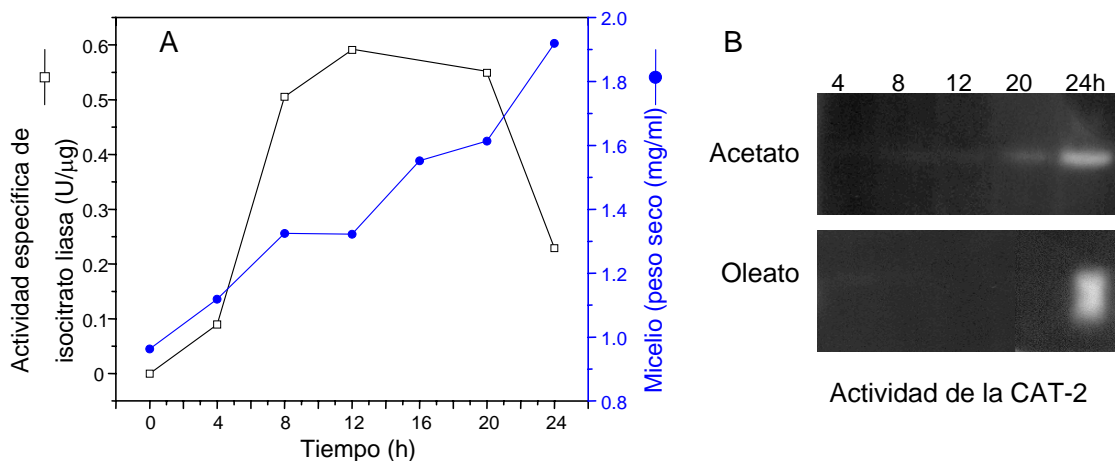 A
Actividad específica de
isocitrato liasa (U/µg)
0.6
0.5
0.4
0.3
0.2
0.1
0
0 4 8 12 16 20 24
Tiempo (h)
2.0
1.8
1.6
1.4
1.2
1.0
0.8
Micelio (peso seco (mg/ml)
B
4 8 12 20 24h
Acetato
Oleato
Actividad de la CAT-2